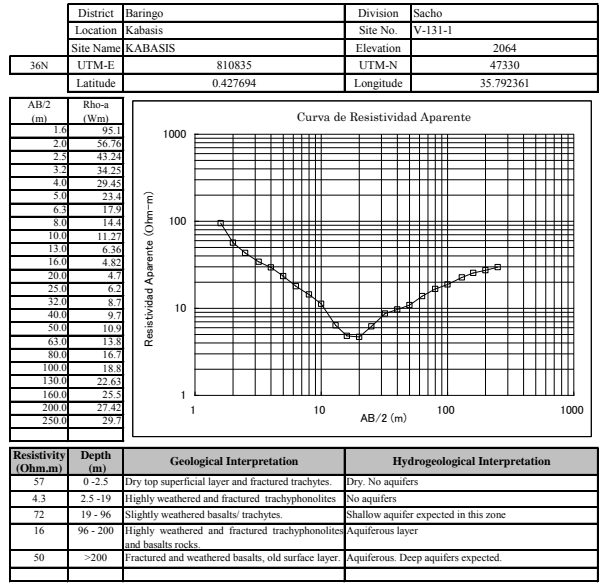 District Baringo Division Sacho
Location Kabasis Site No. V-131-1
Site Name KABASIS Elevation 2064
36N UTM-E 810835 UTM-N 47330
Latitude 0.427694 Longitude 35.792361
AB/2 Rho-a
(m) (Wm)
1.6 95.1
2.0 56.76
2.5 43.24
3.2 34.25
4.0 29.45
5.0 23.4
6.3 17.9
8.0 14.4
10.0 11.27
13.0 6.36
16.0 4.82
20.0 4.7
25.0 6.2
32.0 8.7
40.0 9.7
50.0 10.9
63.0 13.8
80.0 16.7
100.0 18.8
130.0 22.63
160.0 25.5
200.0 27.42
250.0 29.7
Curva de Resistividad Aparente
Resistividad Aparente (Ohm-m)
1000
100
10
1
1 10 100 1000
AB/2 (m)
Resistivity Depth Geological Interpretation Hydrogeological Interpretation
(Ohm.m) (m)
57 0 -2.5 Dry top superficial layer and fractured trachytes. Dry. No aquifers
4.3 2.5 -19 Highly weathered and fractured trachyphonolites No aquifers
72 19 - 96 Slightly weathered basalts/ trachytes. Shallow aquifer expected in this zone
16 96 - 200 Highly weathered and fractured trachyphonolites Aquiferous layer
and basalts rocks.
50 >200 Fractured and weathered basalts, old surface layer. Aquiferous. Deep aquifers expected.